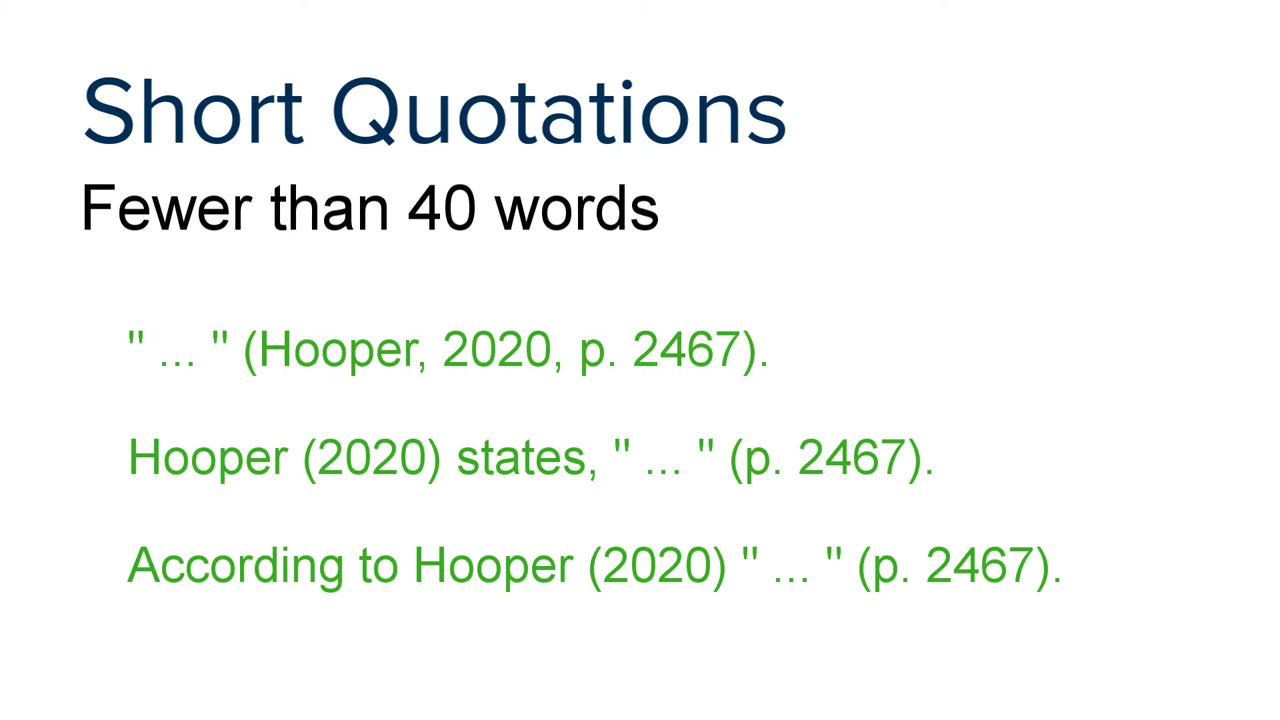 Short Quotations
Fewer than 40 words
" ... " (Hooper, 2020, p. 2467).
Hooper (2020) states, " ... " (p. 2467).
According to Hooper (2020) " ... " (p. 2467).